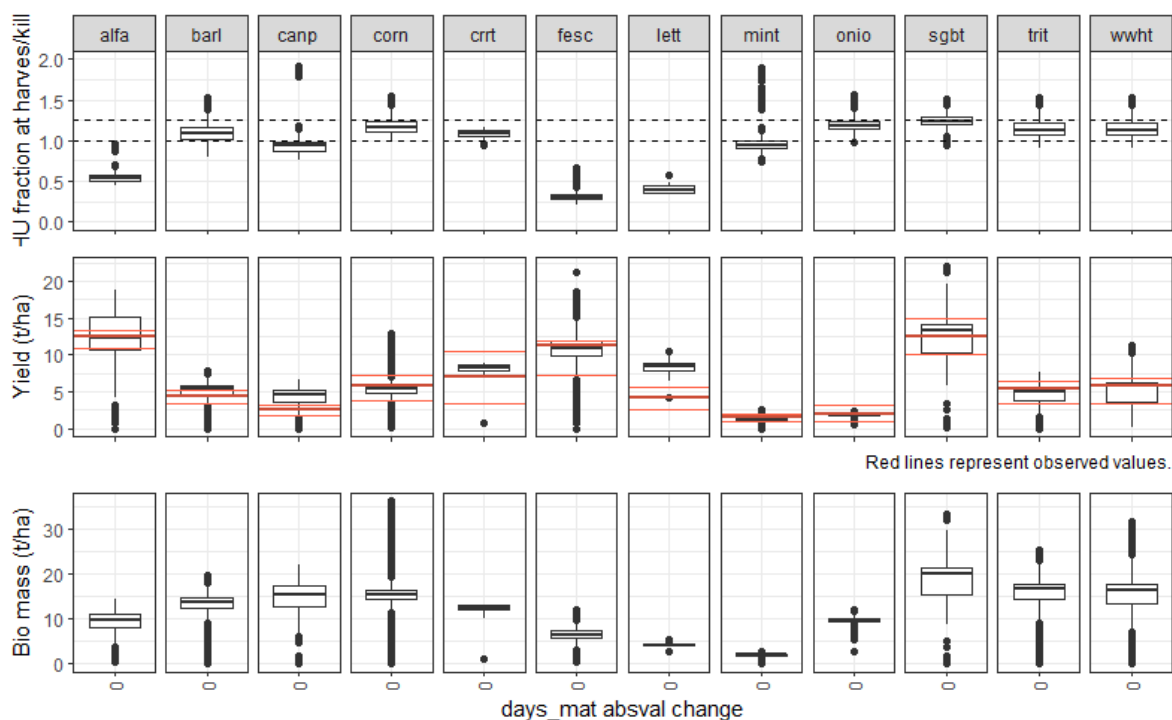 alfa barl canp corn crrt fesc lett mint onio sgbt trit wwht
HU fraction at harves/kill
2.0
1.5
1.0
0.5
0.0
Yield (t/ha)
20
15
10
5
0
Red lines represent observed values.
Bio mass (t/ha)
30
20
10
0
0 0 0 0 0 0 0 0 0 0 0 0
days_mat absval change